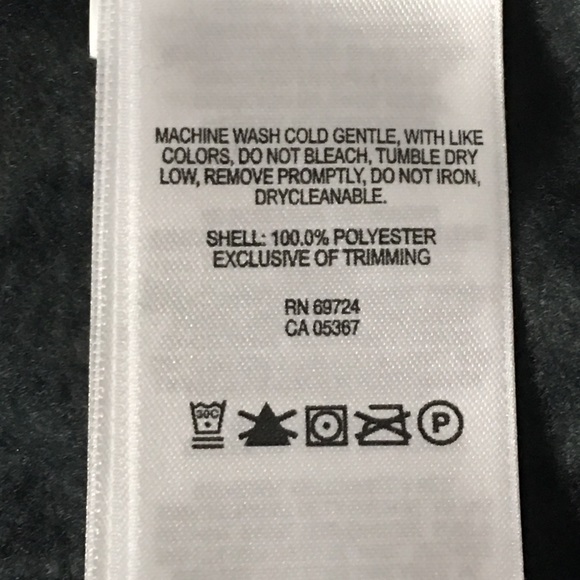 MACHINE WASH COLD GENTLE, WITH LIKE
COLORS, DO NOT BLEACH, TUMBLE DRY
LOW, REMOVE PROMPTLY, DO NOT IRON,
DRYCLEANABLE.
SHELL: 100.0% POLYESTER
EXCLUSIVE OF TRIMMING
RN 69724
CA 05367
30C P